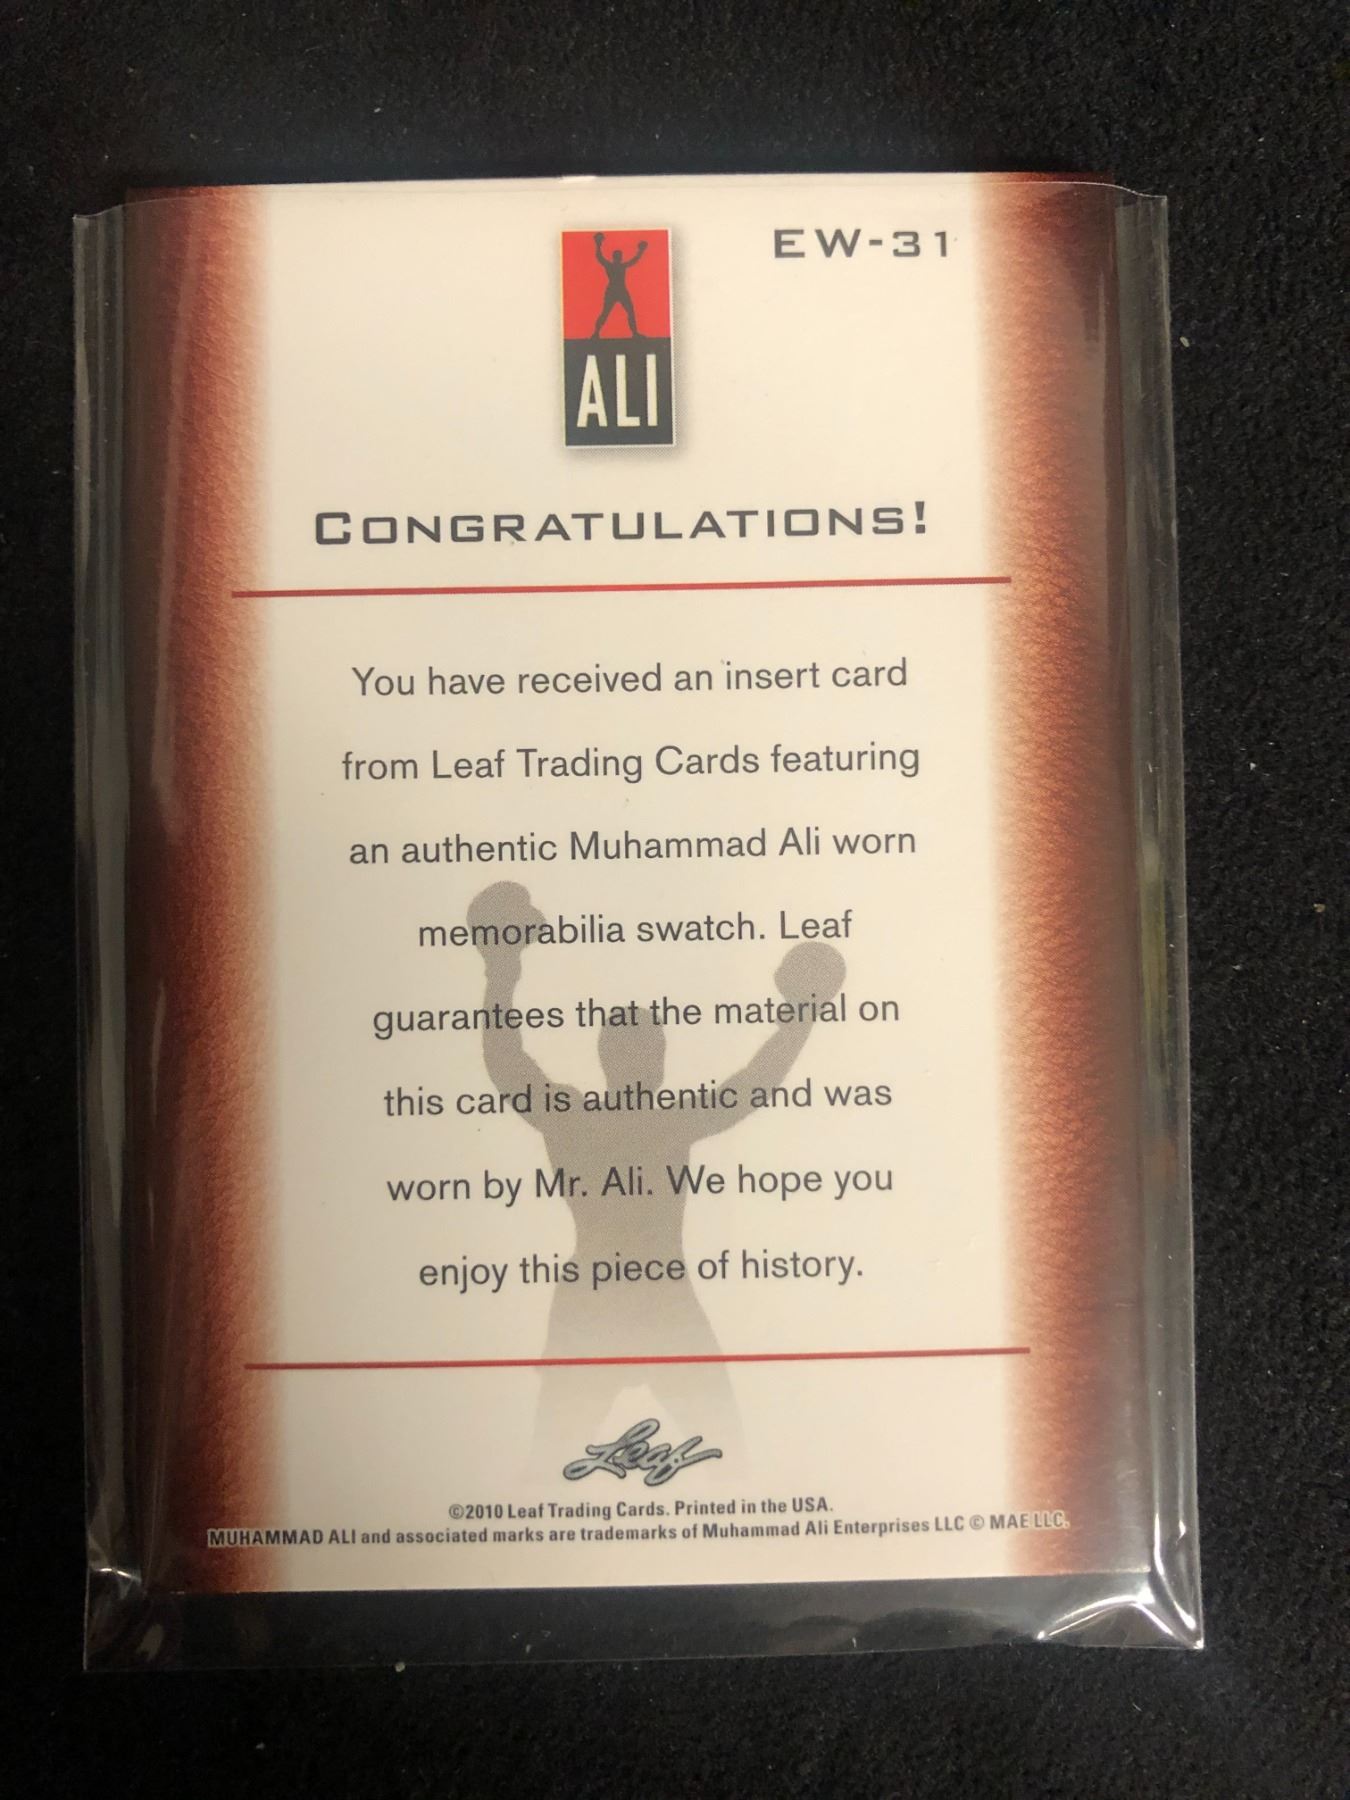 EW-31
ALI
CONGRATULATIONS!
You have received an insert card
from Leaf Trading Cards featuring
an authentic Muhammad Ali worn
memorabilia swatch. Leaf
guarantees that the material on
this card is authentic and was
worn by Mr. Ali. We hope you
enjoy this piece of history.
Leaf
©2010 Leaf Trading Cards. Printed in the USA.
MUHAMMAD ALI and associated marks are trademarks of Muhammad Ali Enterprises LLC © MAE LLC.